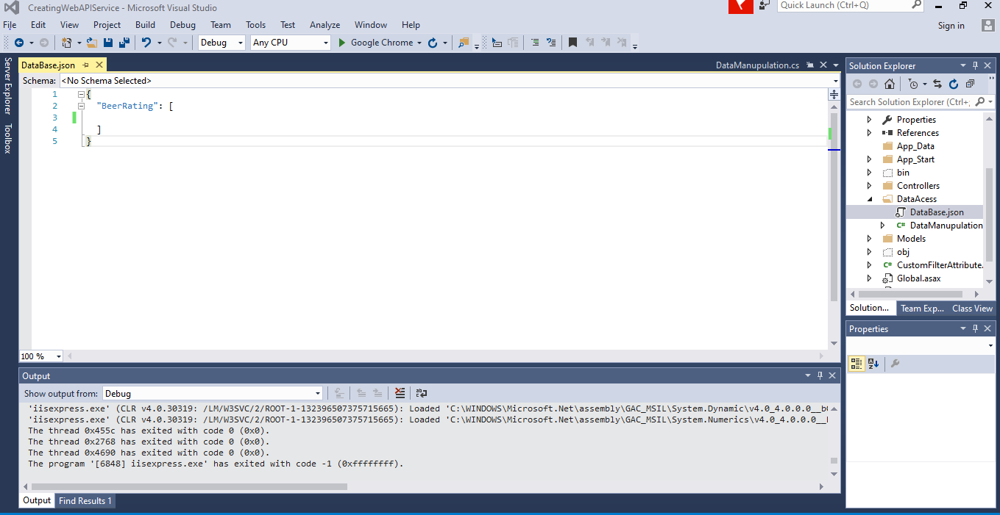 CreatingWebAPIService - Microsoft Visual Studio
Quick Launch (Ctrl+Q)
File Edit View Project Build Debug Team Tools Test Analyze Window Help
Sign in
Debug Any CPU Google Chrome
Server Explorer
Toolbox
DataBase.json
DataManupulation.cs
Schema: <No Schema Selected>
1 {
2 "BeerRating": [
3
4 ]
5 }
100 %
Solution Explorer
Search Solution Explorer (Ctrl+;
Properties
References
App_Data
App_Start
bin
Controllers
DataAcess
DataBase.json
C# DataManupulation
Models
obj
C# CustomFilterAttribute.
Global.asax
Solution... Team Exp... Class View
Properties
Output
Show output from: Debug
'iisexpress.exe' (CLR v4.0.30319: /LM/W3SVC/2/ROOT-1-132396507375715665): Loaded 'C:\WINDOWS\Microsoft.Net\assembly\GAC_MSIL\System.Dynamic\v4.0_4.0.0.0__b
'iisexpress.exe' (CLR v4.0.30319: /LM/W3SVC/2/ROOT-1-132396507375715665): Loaded 'C:\WINDOWS\Microsoft.Net\assembly\GAC_MSIL\System.Numerics\v4.0_4.0.0.0__
The thread 0x455c has exited with code 0 (0x0).
The thread 0x2768 has exited with code 0 (0x0).
The thread 0x4690 has exited with code 0 (0x0).
The program '[6848] iisexpress.exe' has exited with code -1 (0xffffffff).
Output Find Results 1